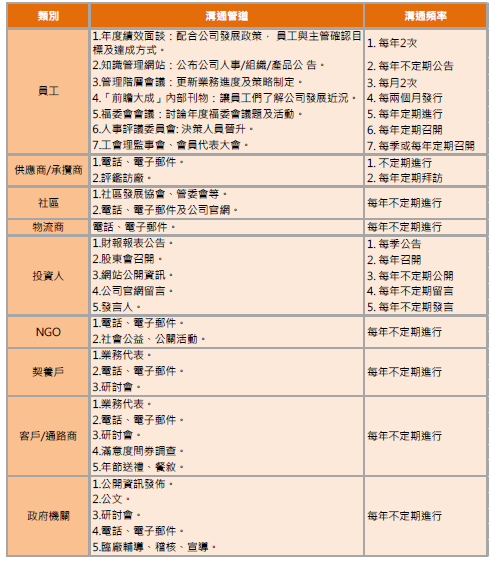 類別 溝通管道 溝通頻率
員工
1.年度績效面談：配合公司發展政策， 員工與主管確認目
標及達成方式。
2.知識管理網站：公布公司人事/組織/產品公 告。
3.管理階層會議：更新業務進度及策略制定。
4.「前瞻大成」內部刊物：讓員工們了解公司發展近況。
5.福委會會議：討論年度福委會議題及活動。
6.人事評議委員會: 決策人員晉升。
7.工會理監事會、會員代表大會。
1. 每年2次
2. 每年不定期公告
3. 每月2次
4. 每兩個月發行
5. 每年定期進行
6. 每年定期召開
7. 每季或每年定期召開
供應商/承攬商
1.電話、電子郵件。
2.評鑑訪廠。
1. 不定期進行
2. 每年定期拜訪
社區
1.社區發展協會、管委會等。
2.電話、電子郵件及公司官網。
每年不定期進行
物流商 電話、電子郵件。 每年不定期進行
投資人
1.財報報表公告。
2.股東會召開。
3.網站公開資訊。
4.公司官網留言。
5.發言人。
1. 每季公告
2. 每年召開
3. 每年不定期公開
4. 每年不定期留言
5. 每年不定期發言
NGO
1.電話、電子郵件。
2.社會公益、公關活動。
每年不定期進行
契養戶
1.業務代表。
2.電話、電子郵件。
3.研討會。
每年不定期進行
客戶/通路商
1.業務代表。
2.電話、電子郵件。
3.研討會。
4.滿意度問券調查。
5.年節送禮、餐敘。
每年不定期進行
政府機關
1.公開資訊發佈。
2.公文。
3.研討會。
4.電話、電子郵件。
5.臨廠輔導、稽核、宣導。
每年不定期進行